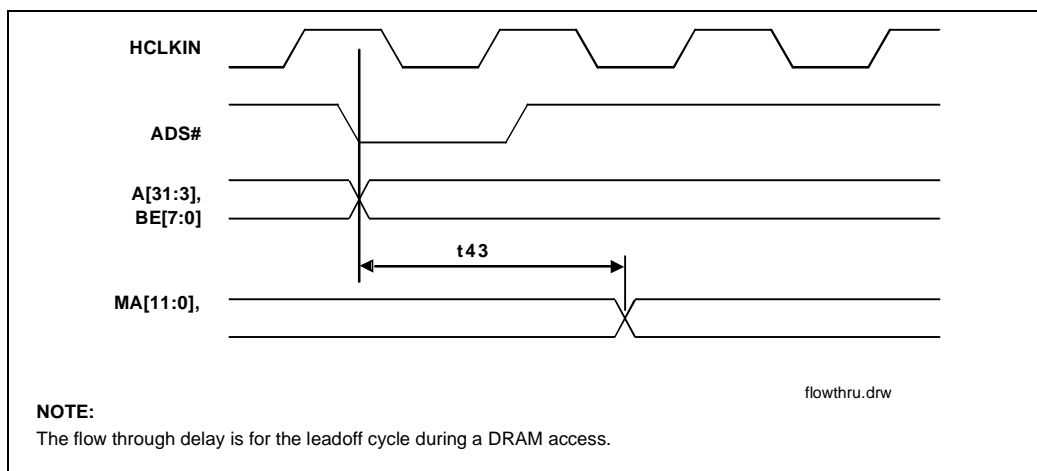 HCLKIN
ADS#
A[31:3],
BE[7:0]
t43
MA[11:0],
flowthru.drw
NOTE:
The flow through delay is for the leadoff cycle during a DRAM access.